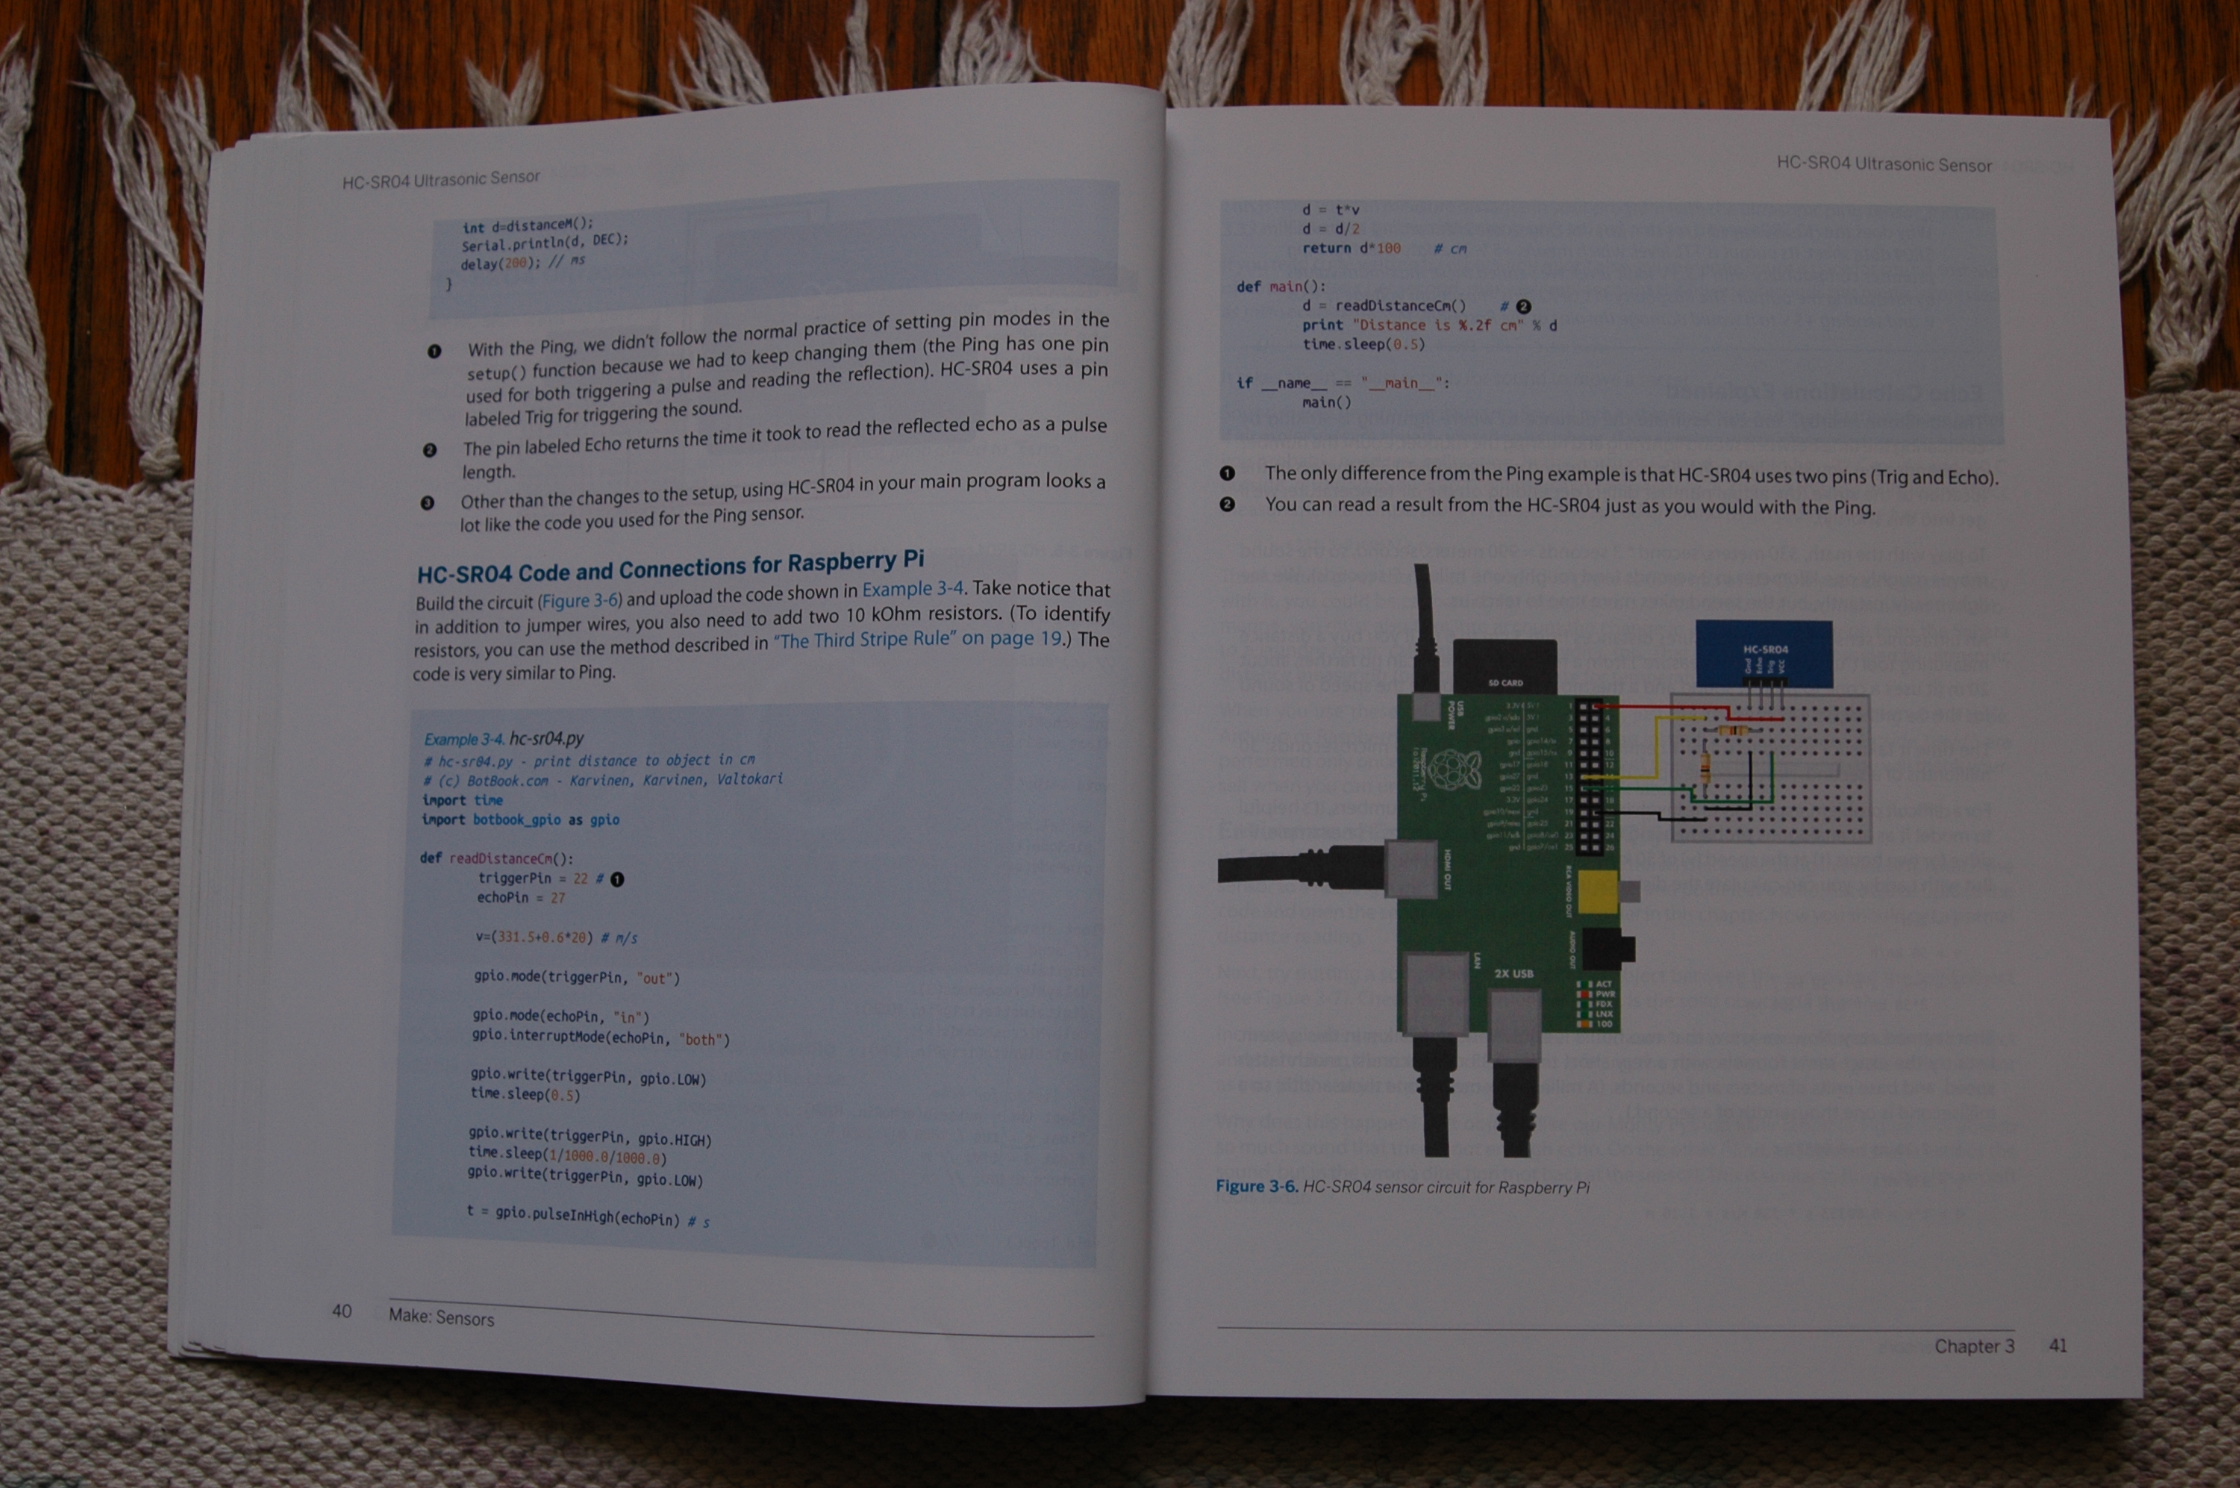 HC-SR04 Ultrasonic Sensor
int d=distanceM();
Serial.println(d, DEC);
delay(200); // ms
}
❶ With the Ping, we didn't follow the normal practice of setting pin modes in the
setup() function because we had to keep changing them (the Ping has one pin
used for both triggering a pulse and reading the reflection). HC-SR04 uses a pin
labeled Trig for triggering the sound.
❷ The pin labeled Echo returns the time it took to read the reflected echo as a pulse
length.
❸ Other than the changes to the setup, using HC-SR04 in your main program looks a
lot like the code you used for the Ping sensor.
HC-SR04 Code and Connections for Raspberry Pi
Build the circuit (Figure 3-6) and upload the code shown in Example 3-4. Take notice that
in addition to jumper wires, you also need to add two 10 kOhm resistors. (To identify
resistors, you can use the method described in "The Third Stripe Rule" on page 19.) The
code is very similar to Ping.
Example 3-4. hc-sr04.py
# hc-sr04.py - print distance to object in cm
# (c) BotBook.com - Karvinen, Karvinen, Valtokari
import time
import botbook_gpio as gpio
def readDistanceCm():
triggerPin = 22 # ❶
echoPin = 27
v=(331.5+0.6*20) # m/s
gpio.mode(triggerPin, "out")
gpio.mode(echoPin, "in")
gpio.interruptMode(echoPin, "both")
gpio.write(triggerPin, gpio.LOW)
time.sleep(0.5)
gpio.write(triggerPin, gpio.HIGH)
time.sleep(1/1000.0/1000.0)
gpio.write(triggerPin, gpio.LOW)
t = gpio.pulseInHigh(echoPin) # s
40 Make: Sensors
HC-SR04 Ultrasonic Sensor
d = t*v
d = d/2
return d*100 # cm
def main():
d = readDistanceCm() # ❷
print "Distance is %.2f cm" % d
time.sleep(0.5)
if __name__ == "__main__":
main()
❶ The only difference from the Ping example is that HC-SR04 uses two pins (Trig and Echo).
❷ You can read a result from the HC-SR04 just as you would with the Ping.
HC-SR04
Gnd
Echo
Trig
VCC
SD CARD
USB
POWER
Raspberry Pi
(c)2011,12
HDMI OUT
RCA VIDEO OUT
AUDIO OUT
LAN
2X USB
ACT
PWR
FDX
LNX
100
Figure 3-6. HC-SR04 sensor circuit for Raspberry Pi
Chapter 3 41